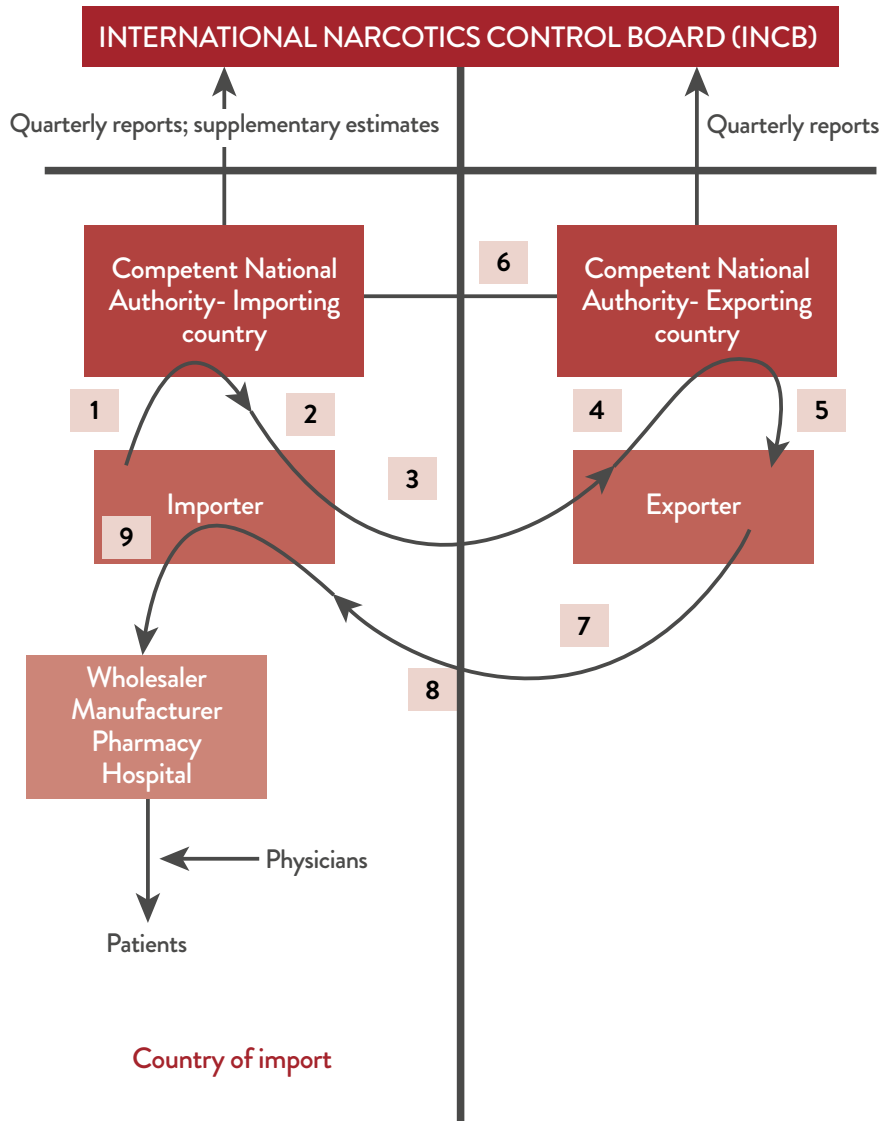 INTERNATIONAL NARCOTICS CONTROL BOARD (INCB)
Quarterly reports; supplementary estimates
Quarterly reports
Competent National
Authority- Importing
country
6
Competent National
Authority- Exporting
country
1
2
3
4
5
Importer
Exporter
9
7
8
Wholesaler
Manufacturer
Pharmacy
Hospital
Physicians
Patients
Country of import